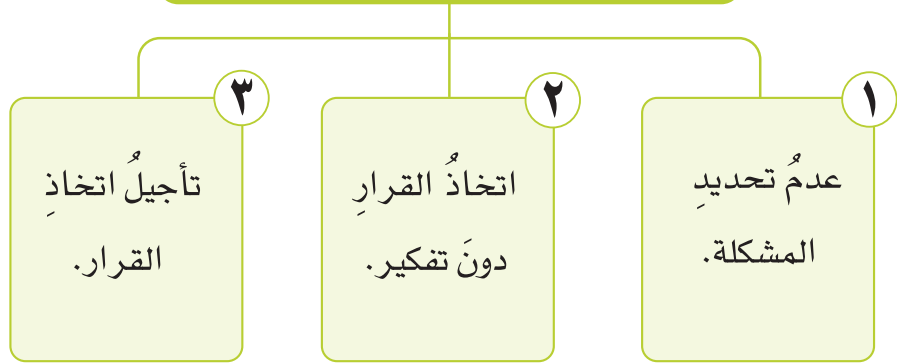 ١
عدمُ تحديدِ
المشكلة.
٢
اتخاذُ القرارِ
دونَ تفكير.
٣
تأجيلُ اتخاذِ
القرار.